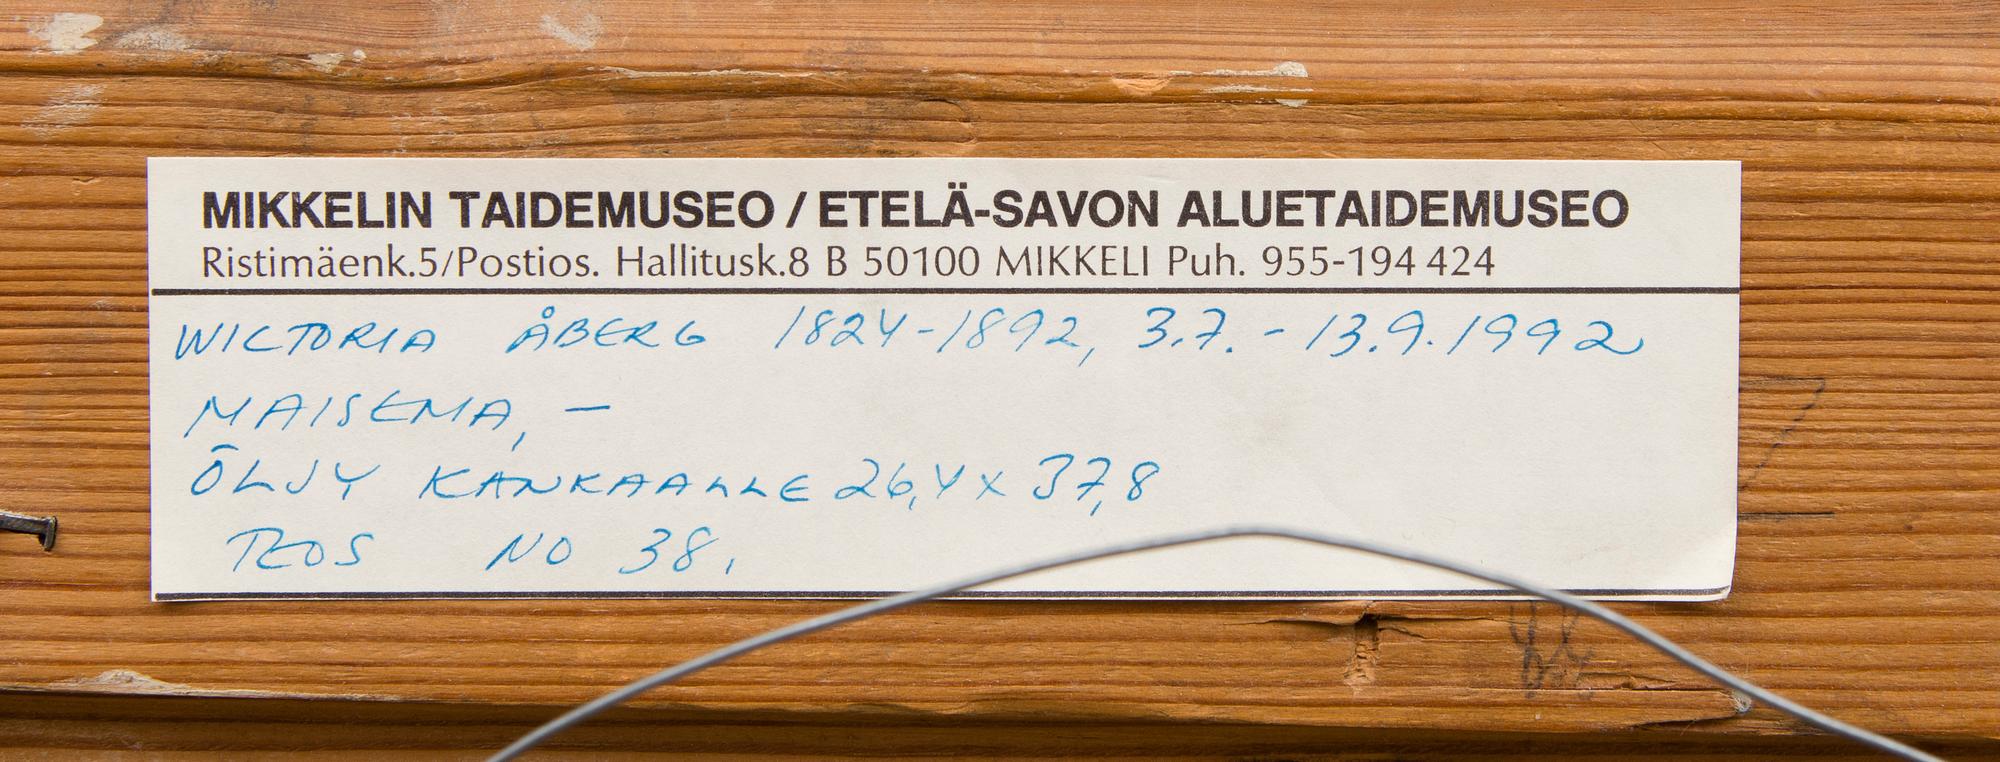 MIKKELIN TAIDEMUSEO / ETELÄ-SAVON ALUETAIDEMUSEO
Ristimäenk.5/Postios. Hallitusk.8 B 50100 MIKKELI Puh. 955-194 424
WICTORIA ÅBERG 1824-1892, 3.7. - 13.9.1992
MAISEMA, —
ÖLJY KANKAALLE 26,4 x 37,8
TEOS NO 38.